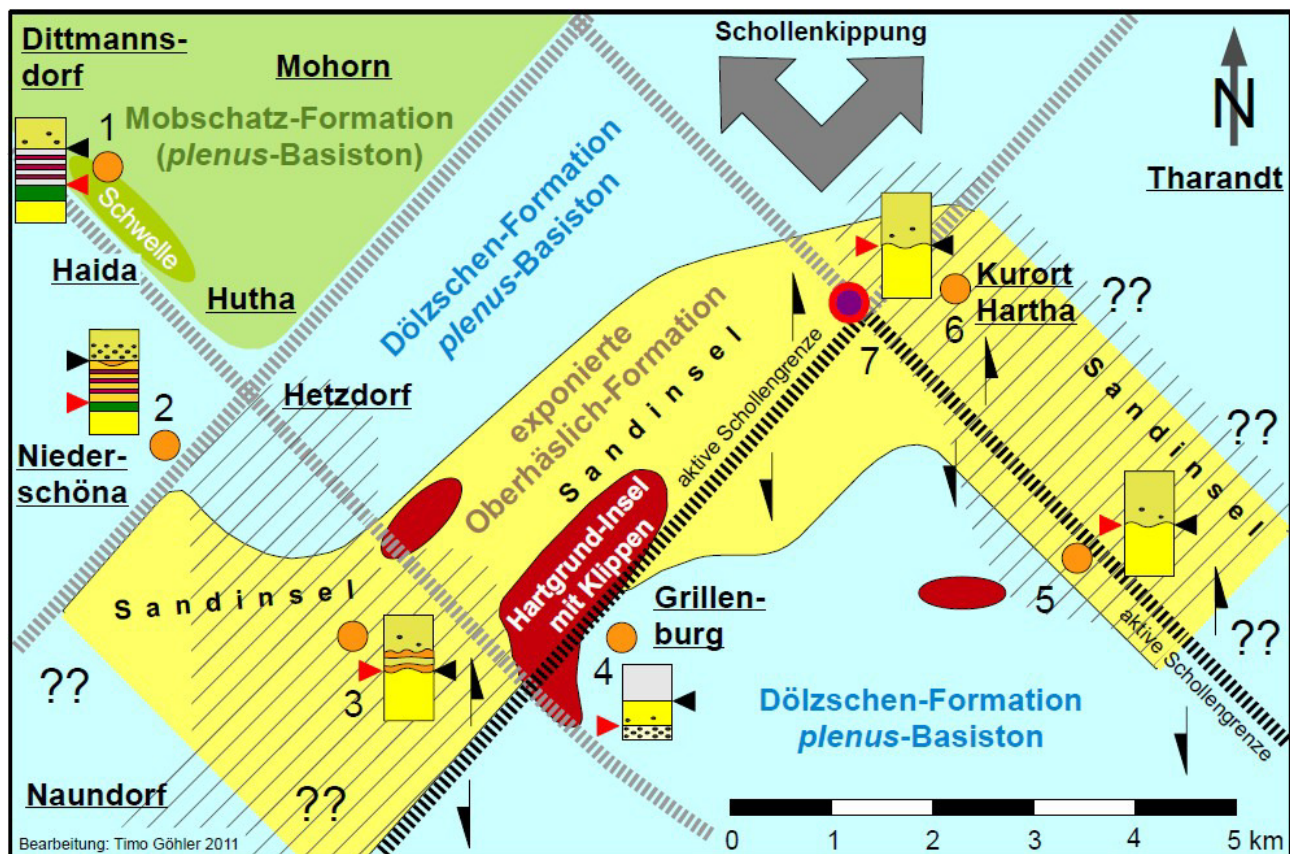 Dittmanns-
dorf
Mohorn
Schollenkippung
N
1
Mobschatz-Formation
(plenus-Basiston)
Schwelle
Tharandt
Dölzschen-Formation
plenus-Basiston
Haida
Hutha
Kurort
Hartha
??
6
7
exponierte
Oberhäslich-Formation
Sandinsel
aktive Schollengrenze
Sandinsel
??
Hetzdorf
2
Nieder-
schöna
Hartgrund-Insel
mit Klippen
Sandinsel
Grillen-
burg
5
4
3
??
aktive Schollengrenze
??
Dölzschen-Formation
plenus-Basiston
Naundorf
??
0 1 2 3 4 5 km
Bearbeitung: Timo Göhler 2011